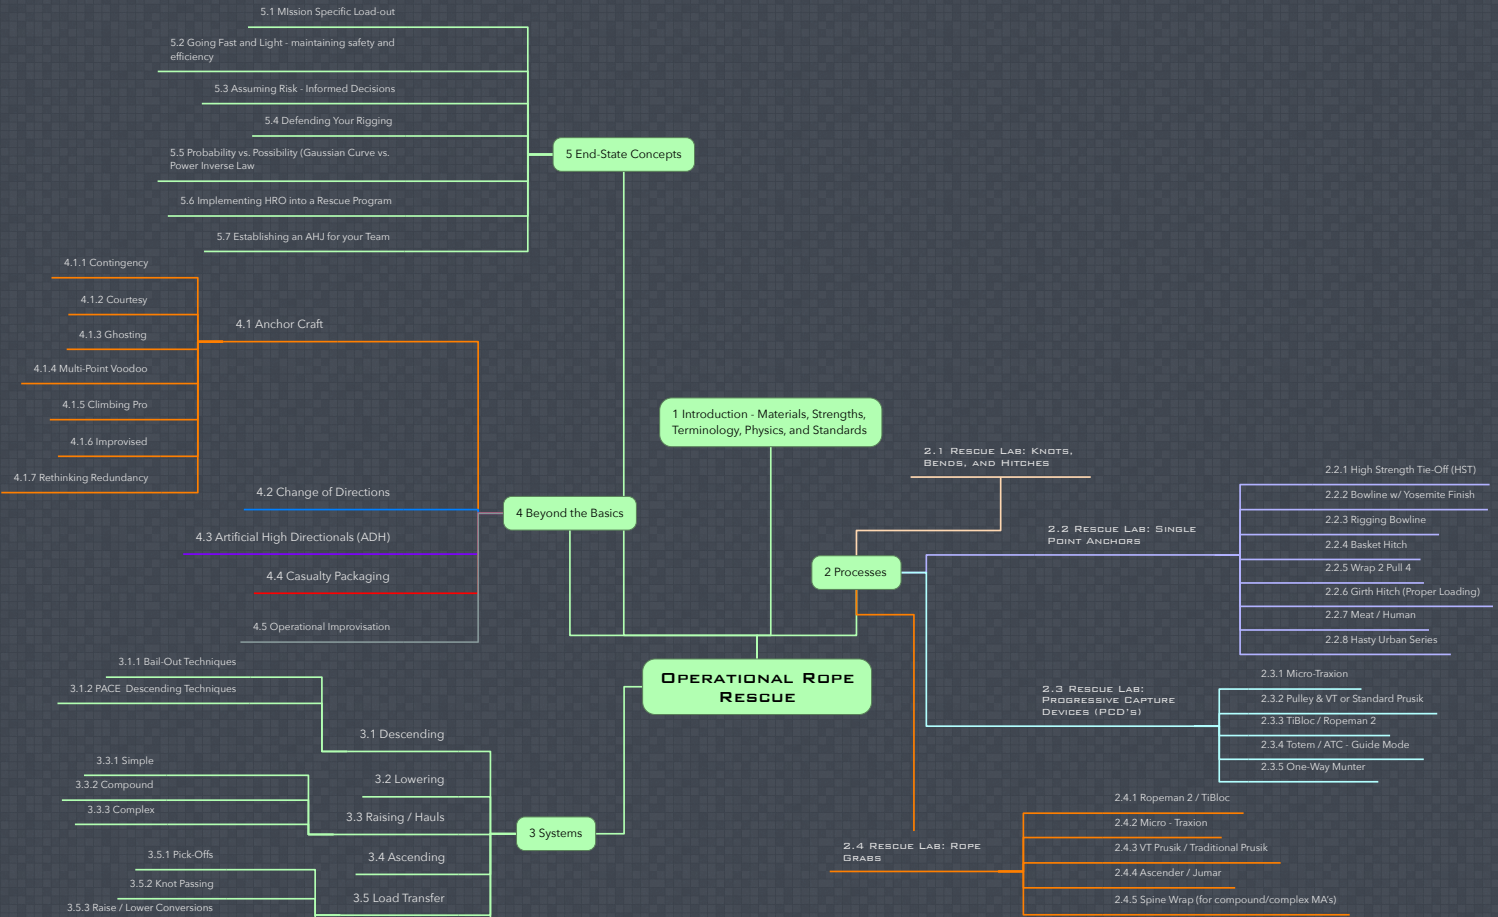 5.1 MIssion Specific Load-out
5.2 Going Fast and Light - maintaining safety and
efficiency
5.3 Assuming Risk - Informed Decisions
5.4 Defending Your Rigging
5.5 Probability vs. Possibility (Gaussian Curve vs.
Power Inverse Law
5.6 Implementing HRO into a Rescue Program
5.7 Establishing an AHJ for your Team
5 End-State Concepts
4.1.1 Contingency
4.1.2 Courtesy
4.1.3 Ghosting
4.1.4 Multi-Point Voodoo
4.1.5 Climbing Pro
4.1.6 Improvised
4.1.7 Rethinking Redundancy
4.1 Anchor Craft
4.2 Change of Directions
4.3 Artificial High Directionals (ADH)
4.4 Casualty Packaging
4.5 Operational Improvisation
4 Beyond the Basics
1 Introduction - Materials, Strengths,
Terminology, Physics, and Standards
2.1 Rescue Lab: Knots,
Bends, and Hitches
2 Processes
2.2 Rescue Lab: Single
Point Anchors
2.2.1 High Strength Tie-Off (HST)
2.2.2 Bowline w/ Yosemite Finish
2.2.3 Rigging Bowline
2.2.4 Basket Hitch
2.2.5 Wrap 2 Pull 4
2.2.6 Girth Hitch (Proper Loading)
2.2.7 Meat / Human
2.2.8 Hasty Urban Series
2.3 Rescue Lab:
Progressive Capture
Devices (PCD's)
2.3.1 Micro-Traxion
2.3.2 Pulley & VT or Standard Prusik
2.3.3 TiBloc / Ropeman 2
2.3.4 Totem / ATC - Guide Mode
2.3.5 One-Way Munter
2.4 Rescue Lab: Rope
Grabs
2.4.1 Ropeman 2 / TiBloc
2.4.2 Micro - Traxion
2.4.3 VT Prusik / Traditional Prusik
2.4.4 Ascender / Jumar
2.4.5 Spine Wrap (for compound/complex MA's)
Operational Rope
Rescue
3 Systems
3.1 Descending
3.1.1 Bail-Out Techniques
3.1.2 PACE Descending Techniques
3.2 Lowering
3.3 Raising / Hauls
3.3.1 Simple
3.3.2 Compound
3.3.3 Complex
3.4 Ascending
3.5 Load Transfer
3.5.1 Pick-Offs
3.5.2 Knot Passing
3.5.3 Raise / Lower Conversions